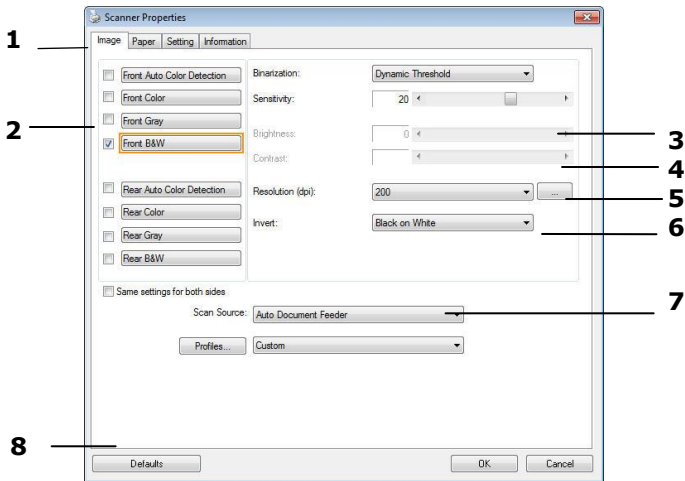 Scanner Properties
1
Image Paper Setting Information
Front Auto Color Detection
Binarization: Dynamic Threshold
Front Color
Sensitivity: 20
2
Front Gray
Front B&W
Brightness: 0
3
Contrast:
4
Rear Auto Color Detection
Resolution (dpi): 200 ...
5
Rear Color
Invert: Black on White
6
Rear Gray
Rear B&W
Same settings for both sides
Scan Source: Auto Document Feeder
7
Profiles... Custom
8
Defaults OK Cancel